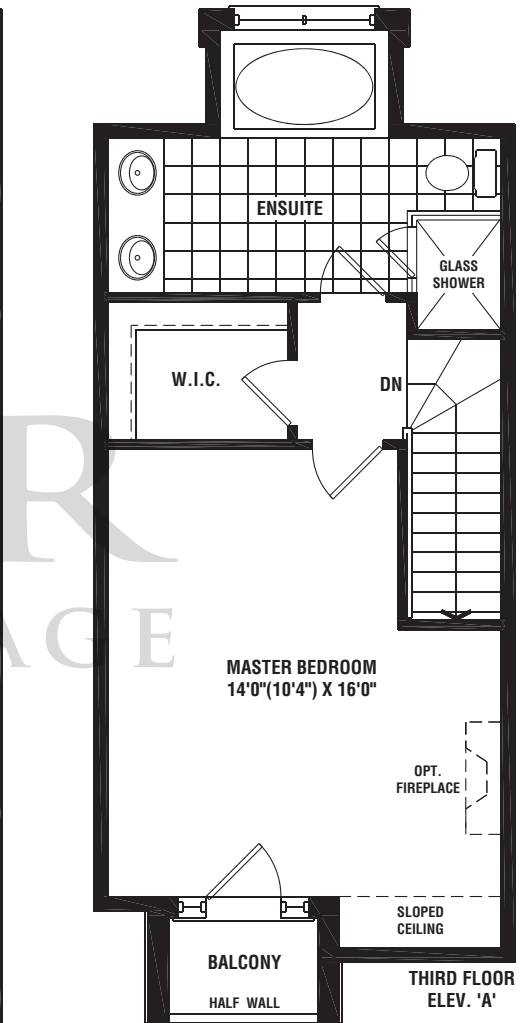 ENSUITE
GLASS
SHOWER
W.I.C.
DN
R
AGE
MASTER BEDROOM
14'0"(10'4") X 16'0"
OPT.
FIREPLACE
SLOPED
CEILING
BALCONY
HALF WALL
THIRD FLOOR
ELEV. 'A'